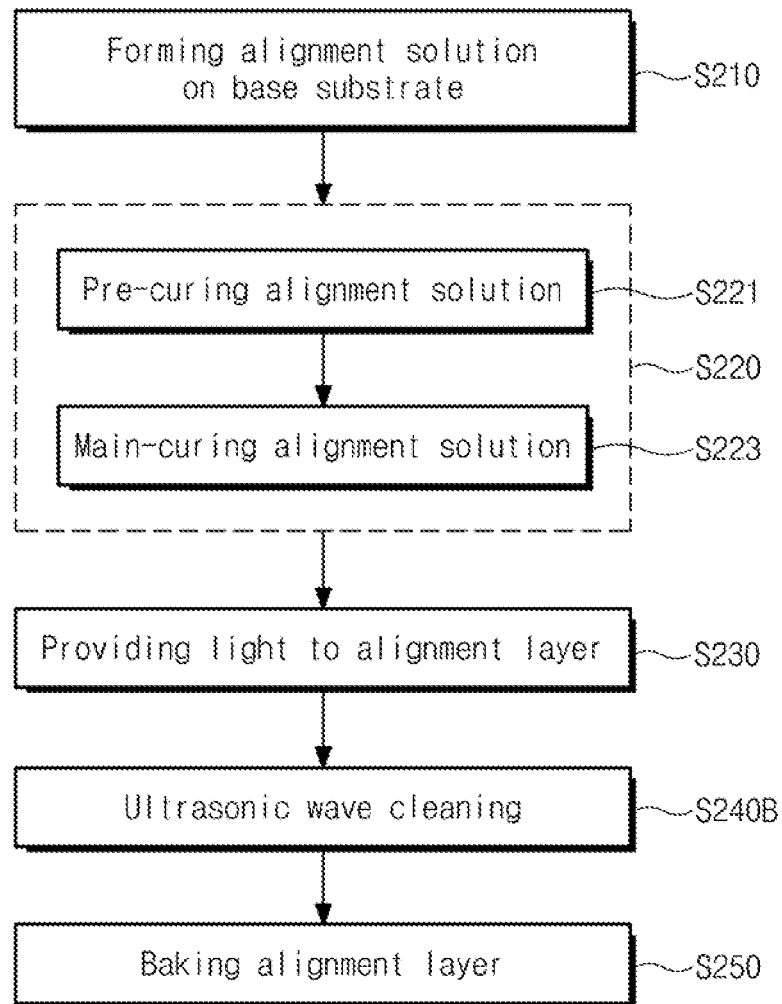 Forming alignment solution
on base substrate
S210
Pre-curing alignment solution
S221
S220
Main-curing alignment solution
S223
Providing light to alignment layer
S230
Ultrasonic wave cleaning
S240B
Baking alignment layer
S250